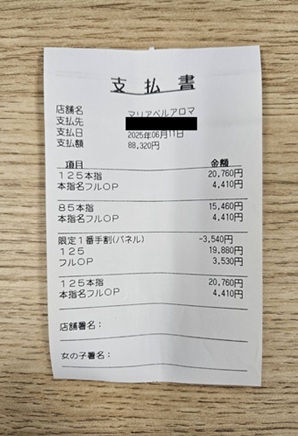 支払書
店舗名 マリアベルアロマ
支払先
支払日 2025年06月11日
支払額 88,320円
項目 金額
125本指 20,760円
本指名フルOP 4,410円
85本指 15,460円
本指名フルOP 4,410円
限定1番手割(パネル) -3,540円
125 19,880円
フルOP 3,530円
125本指 20,760円
本指名フルOP 4,410円
店舗署名:
女の子署名: